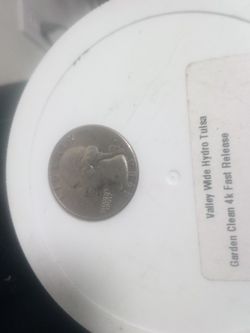 Valley Wide Hydro Tulsa
Garden Clean 4k Fast Release